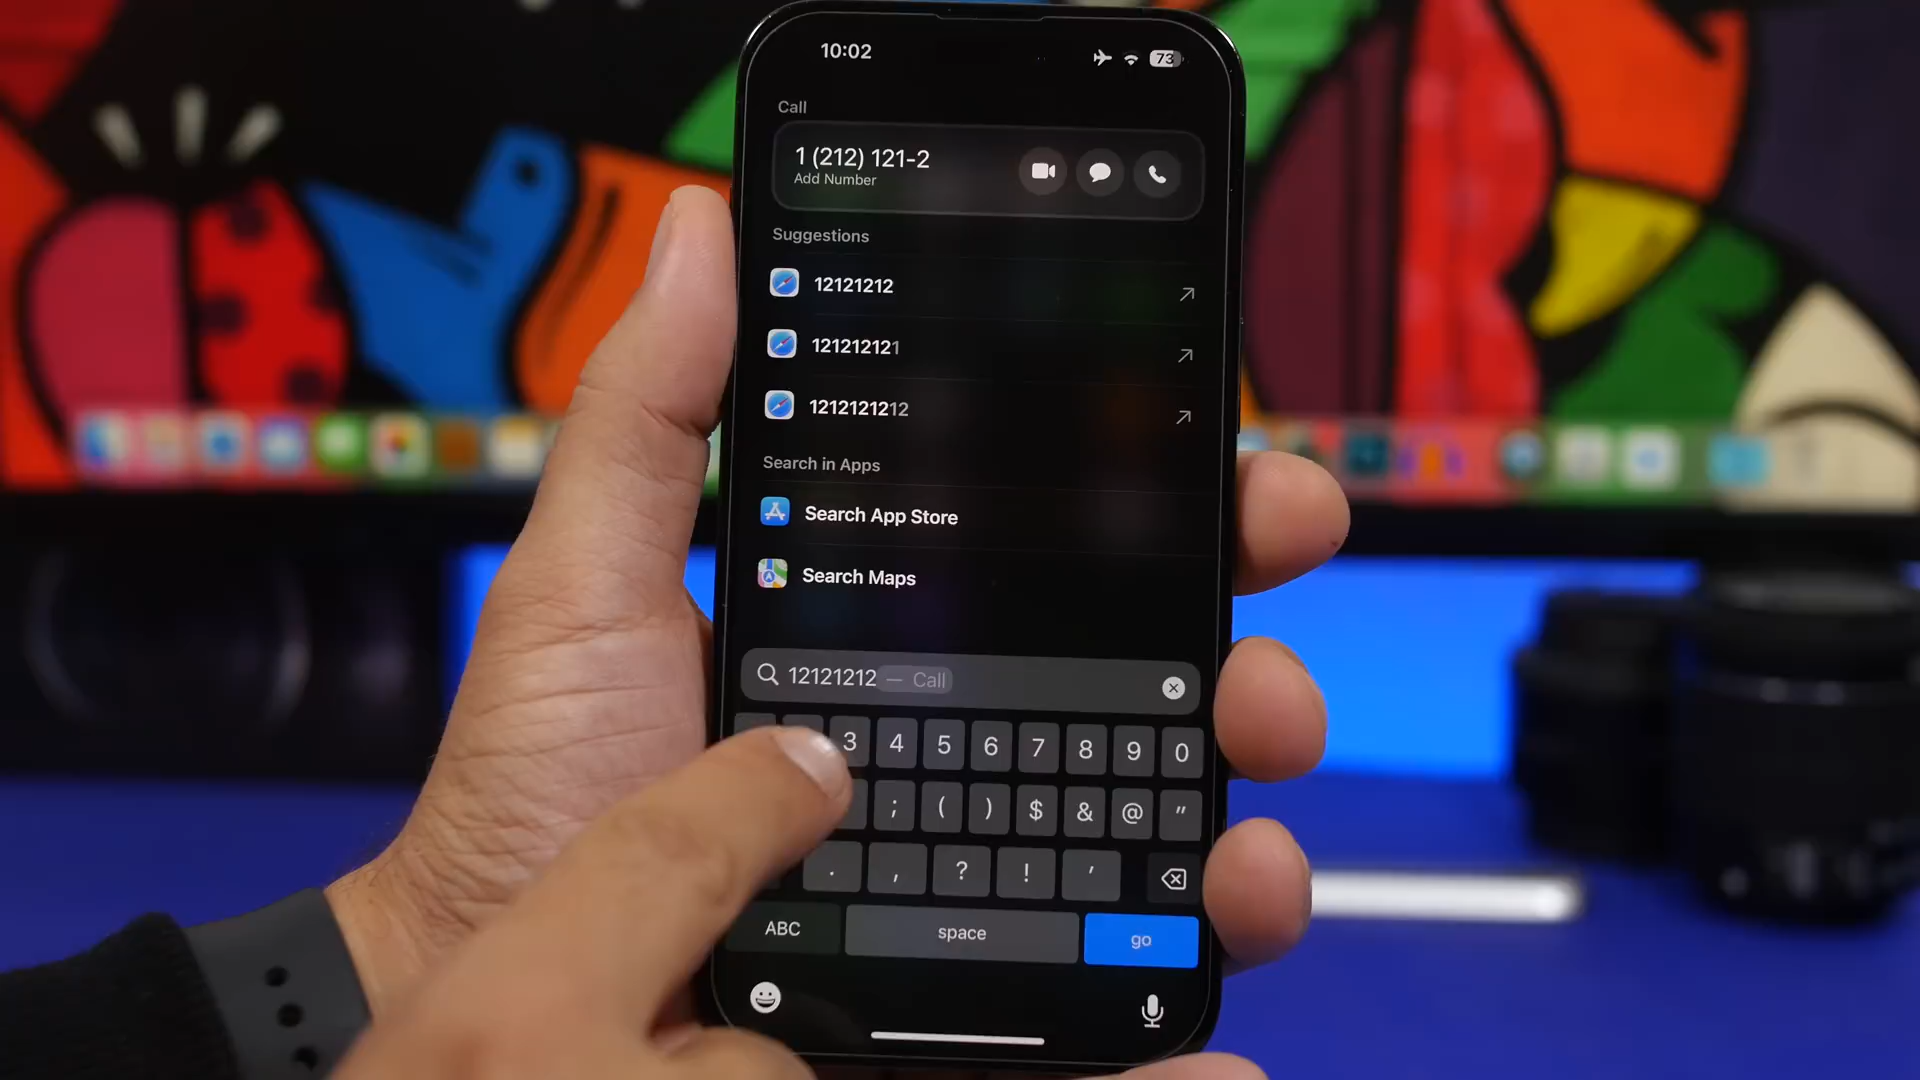 10:02
73
Call
1 (212) 121-2
Add Number
Suggestions
12121212
121212121
1212121212
Search in Apps
Search App Store
Search Maps
12121212 — Call
3 4 5 6 7 8 9 0
; ( ) $ & @ "
. , ? ! '
ABC space go